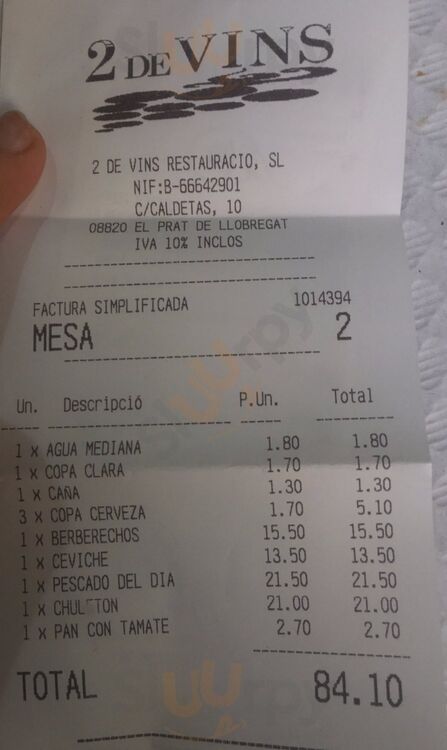 2 DE VINS
2 DE VINS RESTAURACIO, SL
NIF:B-66642901
C/CALDETAS, 10
08820 EL PRAT DE LLOBREGAT
IVA 10% INCLOS
FACTURA SIMPLIFICADA 1014394
MESA 2
Un. Descripció P.Un. Total
1 x AGUA MEDIANA 1.80 1.80
1 x COPA CLARA 1.70 1.70
1 x CAÑA 1.30 1.30
3 x COPA CERVEZA 1.70 5.10
1 x BERBERECHOS 15.50 15.50
1 x CEVICHE 13.50 13.50
1 x PESCADO DEL DIA 21.50 21.50
1 x CHULETON 21.00 21.00
1 x PAN CON TAMATE 2.70 2.70
TOTAL 84.10